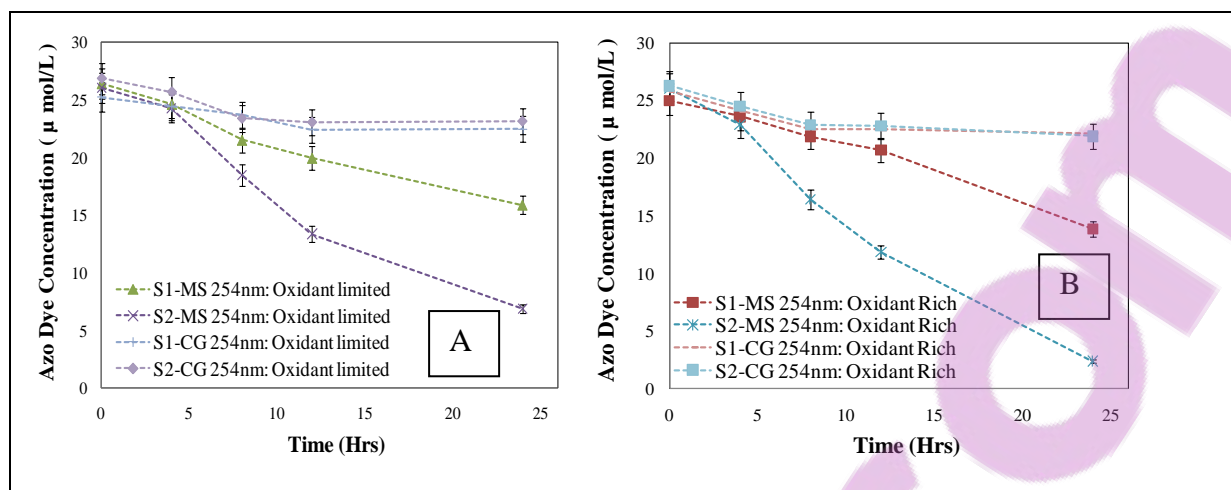 30
25
20
15
10
5
0
Azo Dye Concentration ( µ mol/L )
S1-MS 254nm: Oxidant limited
S2-MS 254nm: Oxidant limited
S1-CG 254nm: Oxidant limited
S2-CG 254nm: Oxidant limited
A
0 5 10 15 20 25
Time (Hrs)
30
25
20
15
10
5
0
Azo Dye Concentration ( µ mol/L )
S1-MS 254nm: Oxidant Rich
S2-MS 254nm: Oxidant Rich
S1-CG 254nm: Oxidant Rich
S2-CG 254nm: Oxidant Rich
B
0 5 10 15 20 25
Time (Hrs)
om